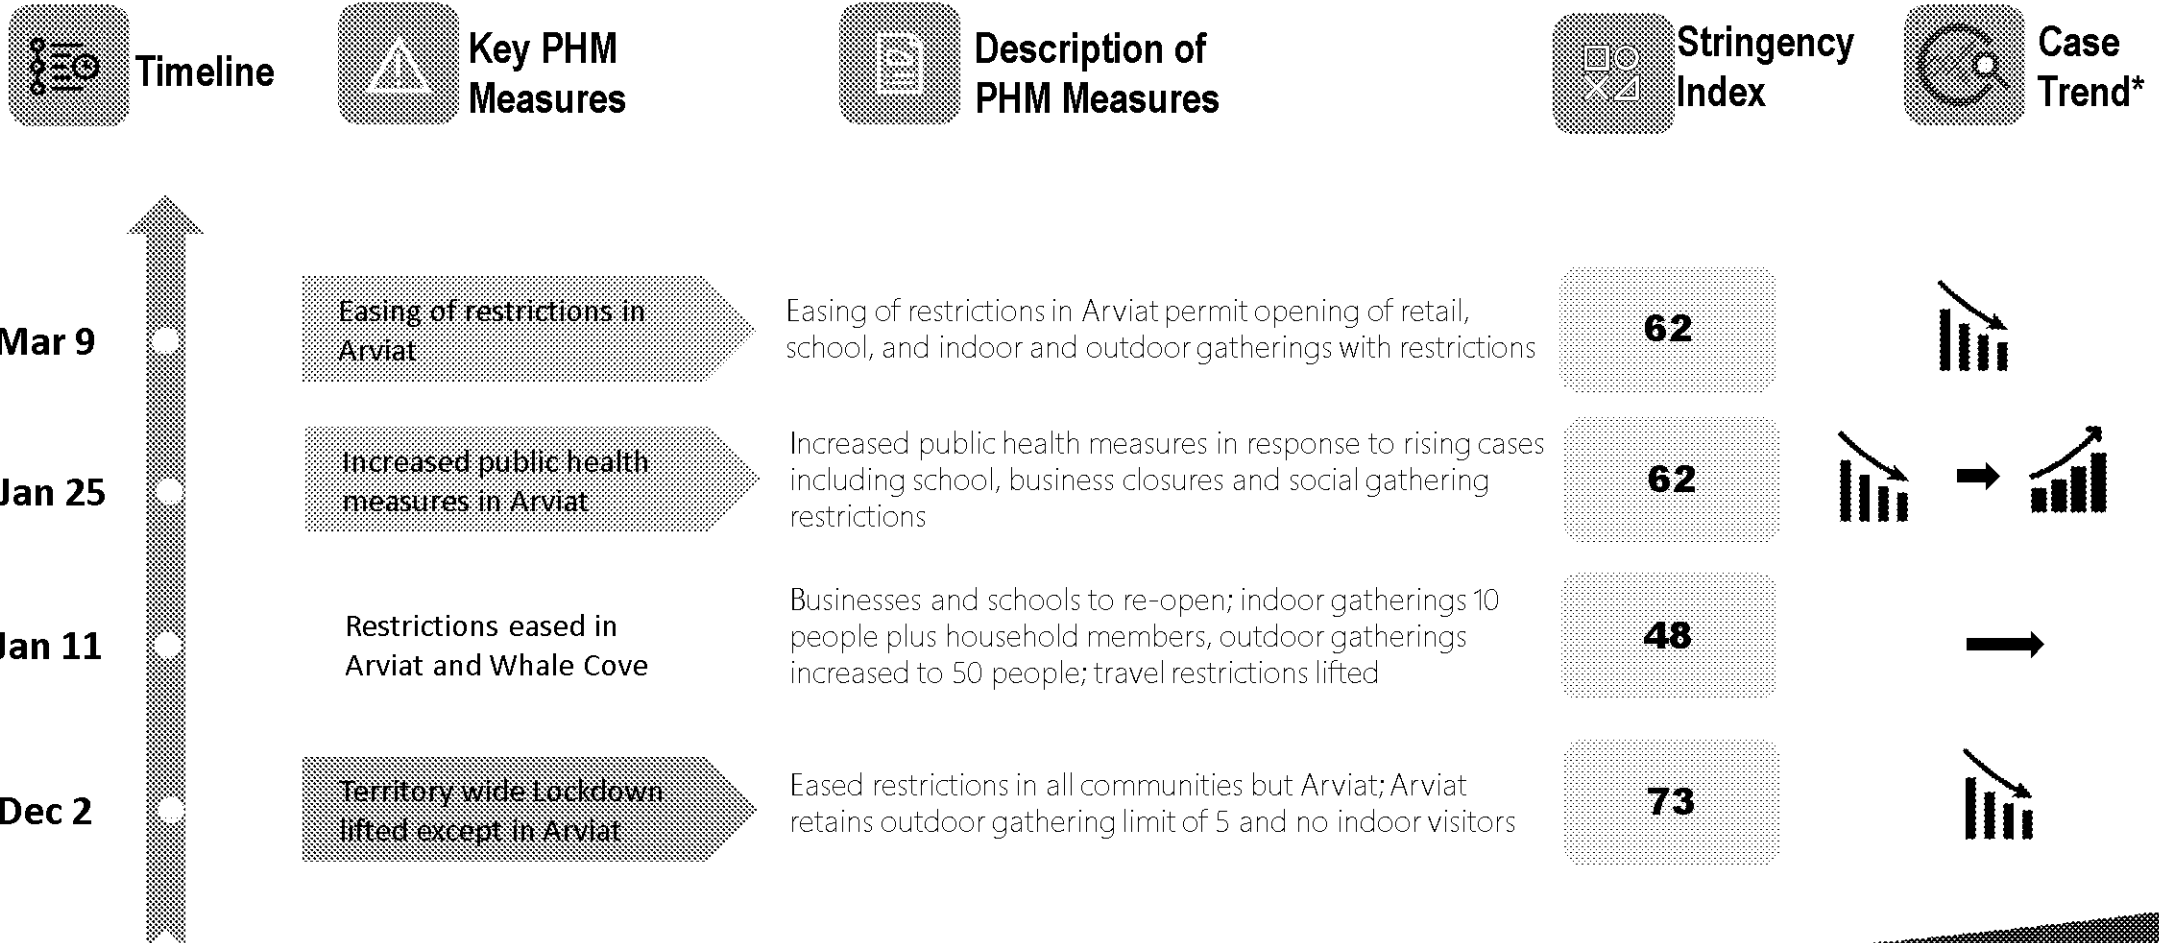 Timeline
Key PHM
Measures
Description of
PHM Measures
Stringency
Index
Case
Trend*
Mar 9
Easing of restrictions in
Arviat
Easing of restrictions in Arviat permit opening of retail,
school, and indoor and outdoor gatherings with restrictions
62
Jan 25
Increased public health
measures in Arviat
Increased public health measures in response to rising cases
including school, business closures and social gathering
restrictions
62
Jan 11
Restrictions eased in
Arviat and Whale Cove
Businesses and schools to re-open; indoor gatherings 10
people plus household members, outdoor gatherings
increased to 50 people; travel restrictions lifted
48
Dec 2
Territory wide Lockdown
lifted except in Arviat
Eased restrictions in all communities but Arviat; Arviat
retains outdoor gathering limit of 5 and no indoor visitors
73